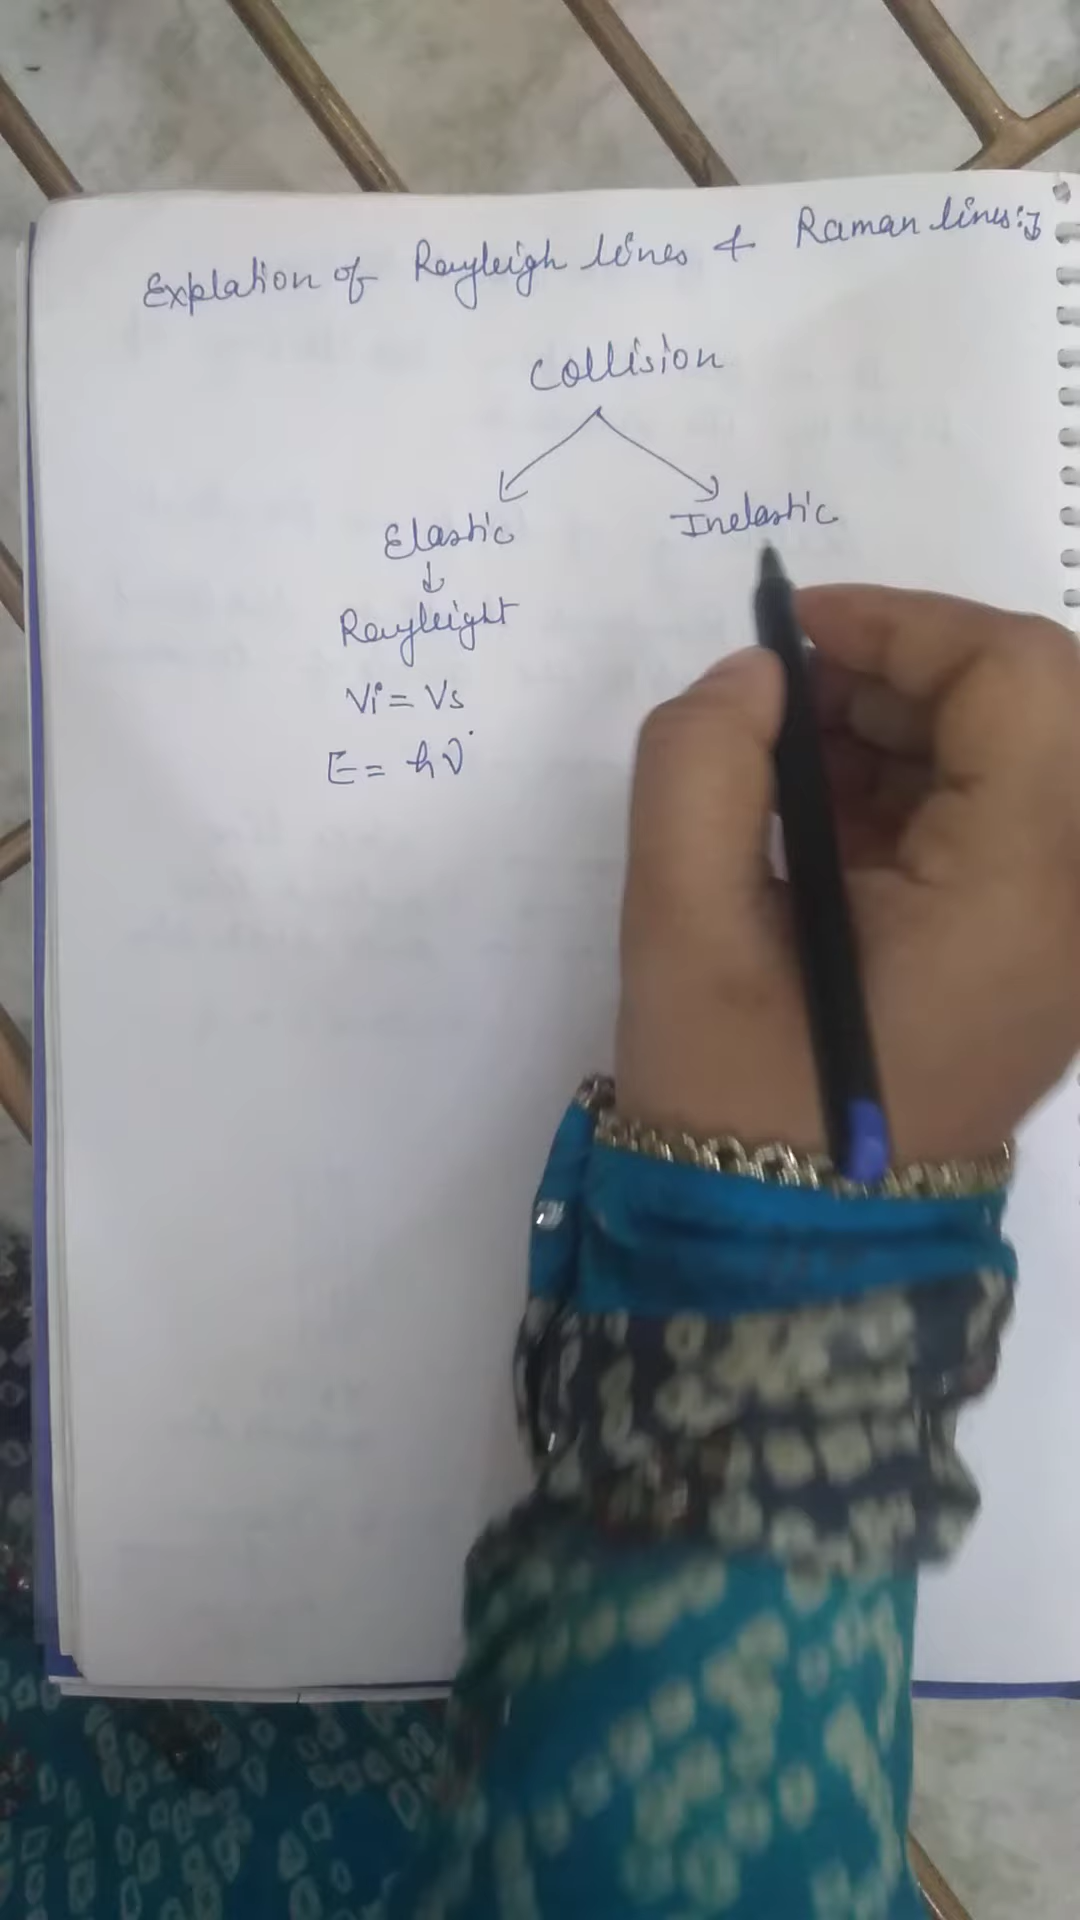 Explation of Rayleigh lines & Raman lines:→
Collision
Elastic Inelastic
↓
Rayleight
Vi = Vs
E = hν